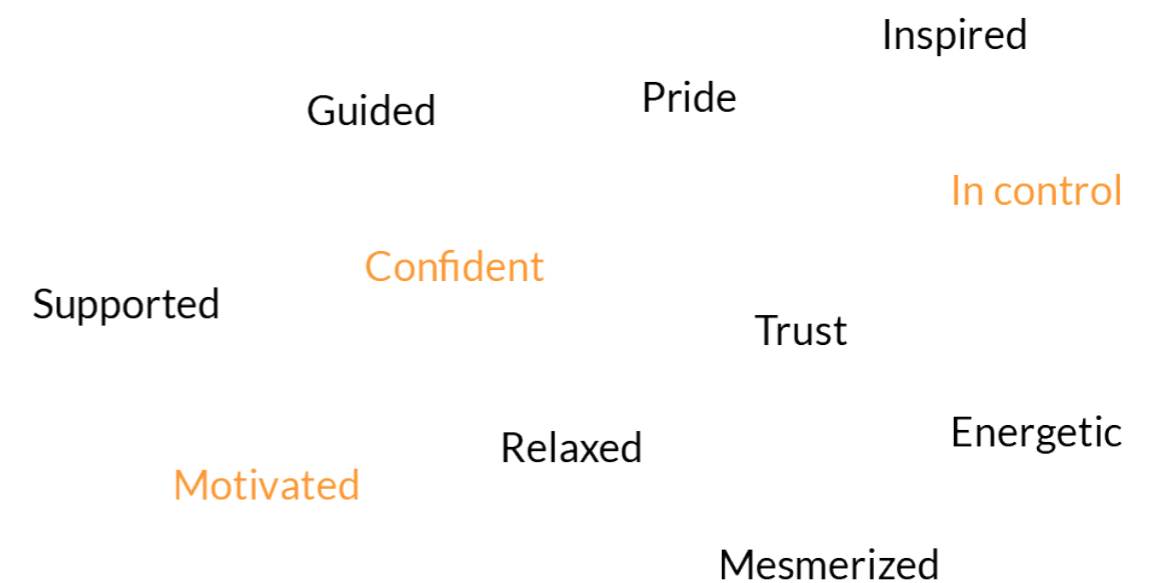 Inspired
Pride
Guided
In control
Confident
Supported
Trust
Energetic
Relaxed
Motivated
Mesmerized